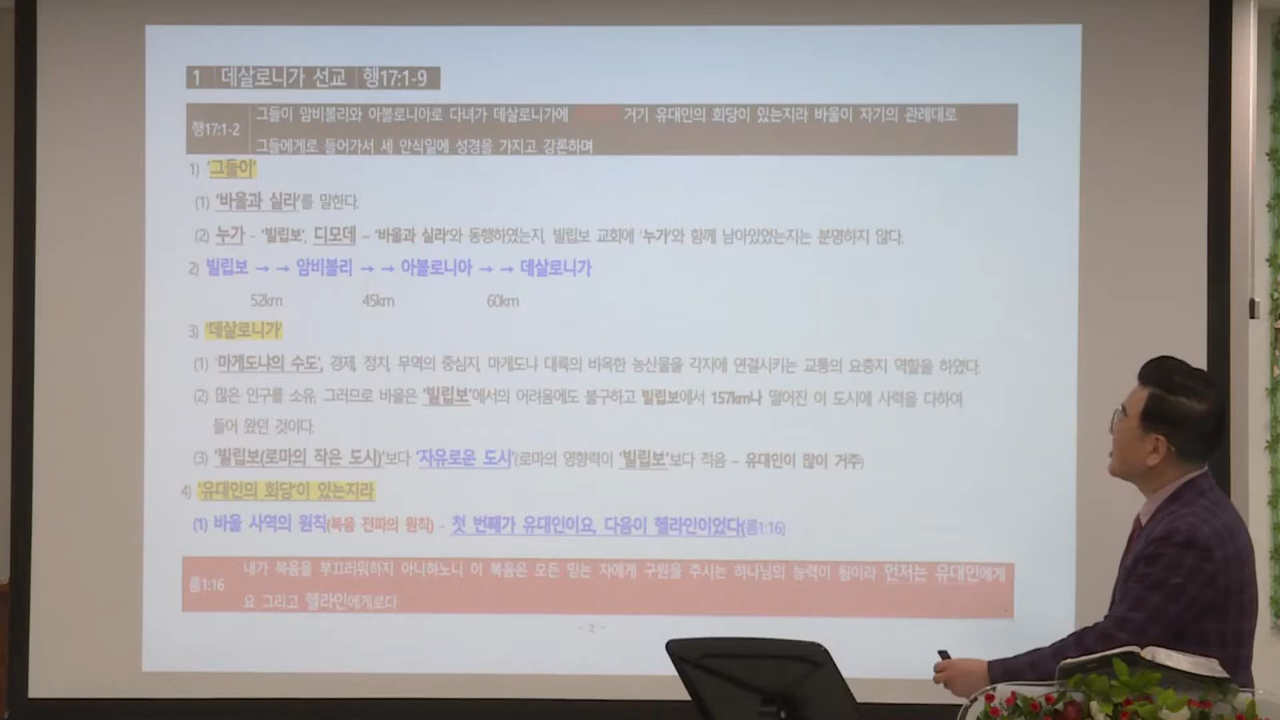 1 데살로니가 선교 행17:1-9
행17:1-2 그들이 암비볼리와 아볼로니아로 다녀가 데살로니가에 거기 유대인의 회당이 있는지라 바울이 자기의 관례대로
그들에게로 들어가서 세 안식일에 성경을 가지고 강론하며
1) '그들이'
(1) '바울과 실라'를 말한다.
(2) 누가 - '빌립보', 디모데 – '바울과 실라'와 동행하였는지, 빌립보 교회에 '누가'와 함께 남아있었는지는 분명하지 않다.
2) 빌립보 → → 암비볼리 → → 아볼로니아 → → 데살로니가
52km 45km 60km
3) '데살로니가'
(1) '마게도냐의 수도', 경제, 정치, 무역의 중심지, 마게도냐 대륙의 비옥한 농산물을 각지에 연결시키는 교통의 요충지 역할을 하였다.
(2) 많은 인구를 소유, 그러므로 바울은 '빌립보'에서의 어려움에도 불구하고 빌립보에서 157km나 떨어진 이 도시에 사력을 다하여
들어 왔던 것이다.
(3) '빌립보(로마의 작은 도시)'보다 '자유로운 도시'(로마의 영향력이 '빌립보'보다 적음 – 유대인이 많이 거주)
4) '유대인의 회당'이 있는지라
(1) 바울 사역의 원칙(복음 전파의 원칙) - 첫 번째가 유대인이요, 다음이 헬라인이었다(롬1:16)
롬1:16 내가 복음을 부끄러워하지 아니하노니 이 복음은 모든 믿는 자에게 구원을 주시는 하나님의 능력이 됨이라 먼저는 유대인에게
요 그리고 헬라인에게로다
- 2 -